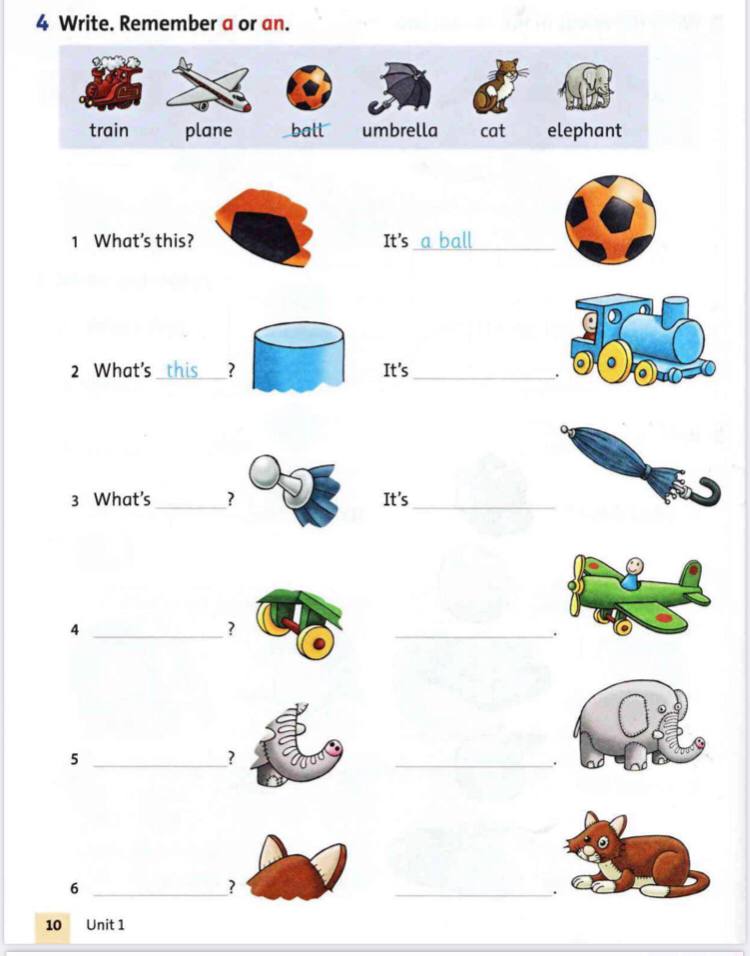 4 Write. Remember a or an.
train plane ball umbrella cat elephant
1 What's this? It's a ball
2 What's this ? It's .
3 What's ? It's
4 ? .
5 ? .
6 ? .
10 Unit 1